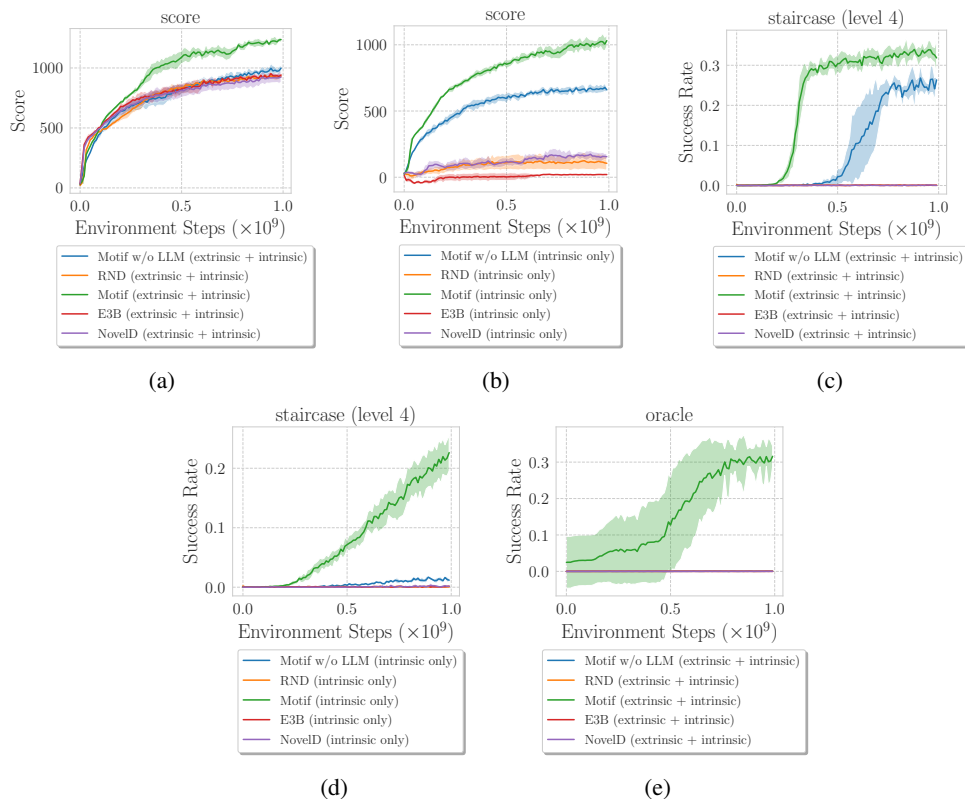 score
Score
1000
500
0
0 0.5 1.0
Environment Steps (×10⁹)
Motif w/o LLM (extrinsic + intrinsic)
RND (extrinsic + intrinsic)
Motif (extrinsic + intrinsic)
E3B (extrinsic + intrinsic)
NovelD (extrinsic + intrinsic)
(a)
score
Score
1000
500
0
0.0 0.5 1.0
Environment Steps (×10⁹)
Motif w/o LLM (intrinsic only)
RND (intrinsic only)
Motif (intrinsic only)
E3B (intrinsic only)
NovelD (intrinsic only)
(b)
staircase (level 4)
Success Rate
0.3
0.2
0.1
0.0
0.0 0.5 1.0
Environment Steps (×10⁹)
Motif w/o LLM (extrinsic + intrinsic)
RND (extrinsic + intrinsic)
Motif (extrinsic + intrinsic)
E3B (extrinsic + intrinsic)
NovelD (extrinsic + intrinsic)
(c)
staircase (level 4)
Success Rate
0.2
0.1
0.0
0.0 0.5 1.0
Environment Steps (×10⁹)
Motif w/o LLM (intrinsic only)
RND (intrinsic only)
Motif (intrinsic only)
E3B (intrinsic only)
NovelD (intrinsic only)
(d)
oracle
Success Rate
0.3
0.2
0.1
0.0
0.0 0.5 1.0
Environment Steps (×10⁹)
Motif w/o LLM (extrinsic + intrinsic)
RND (extrinsic + intrinsic)
Motif (extrinsic + intrinsic)
E3B (extrinsic + intrinsic)
NovelD (extrinsic + intrinsic)
(e)